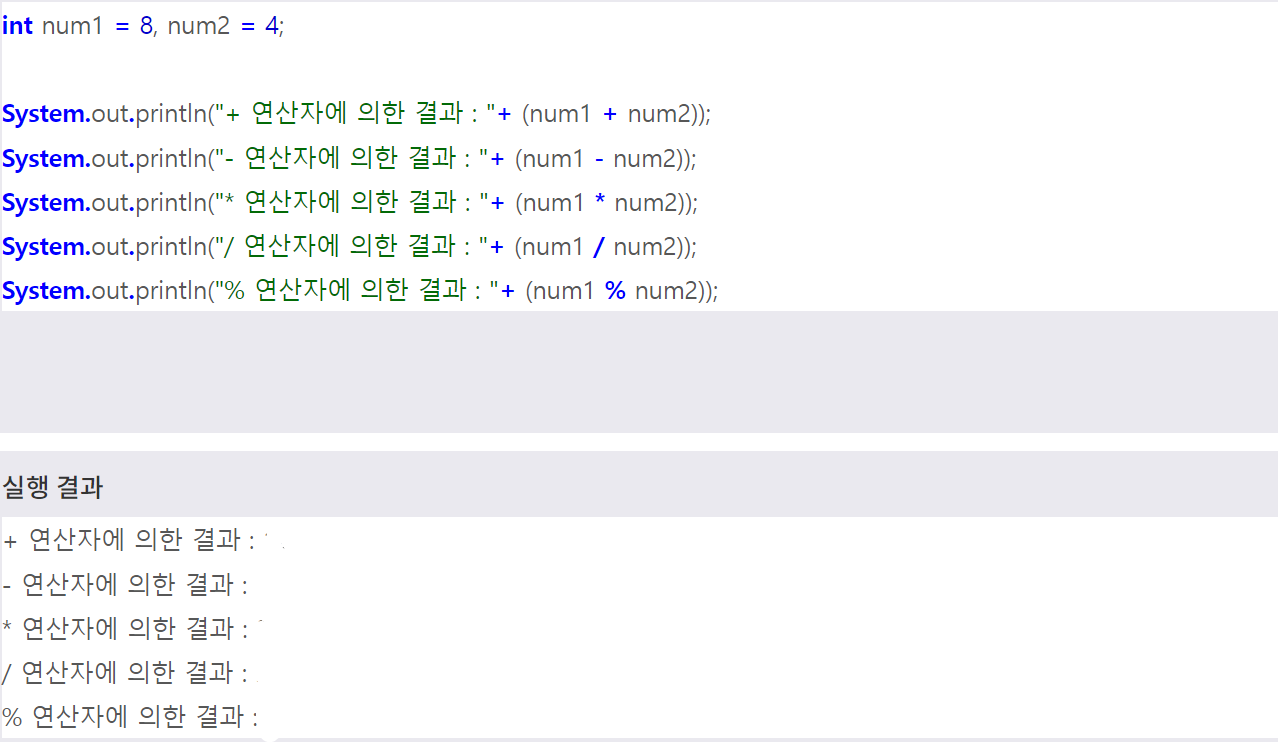 int num1 = 8, num2 = 4;
System.out.println("+ 연산자에 의한 결과 : "+ (num1 + num2));
System.out.println("- 연산자에 의한 결과 : "+ (num1 - num2));
System.out.println("* 연산자에 의한 결과 : "+ (num1 * num2));
System.out.println("/ 연산자에 의한 결과 : "+ (num1 / num2));
System.out.println("% 연산자에 의한 결과 : "+ (num1 % num2));
실행 결과
+ 연산자에 의한 결과 :
- 연산자에 의한 결과 :
* 연산자에 의한 결과 :
/ 연산자에 의한 결과 :
% 연산자에 의한 결과 :